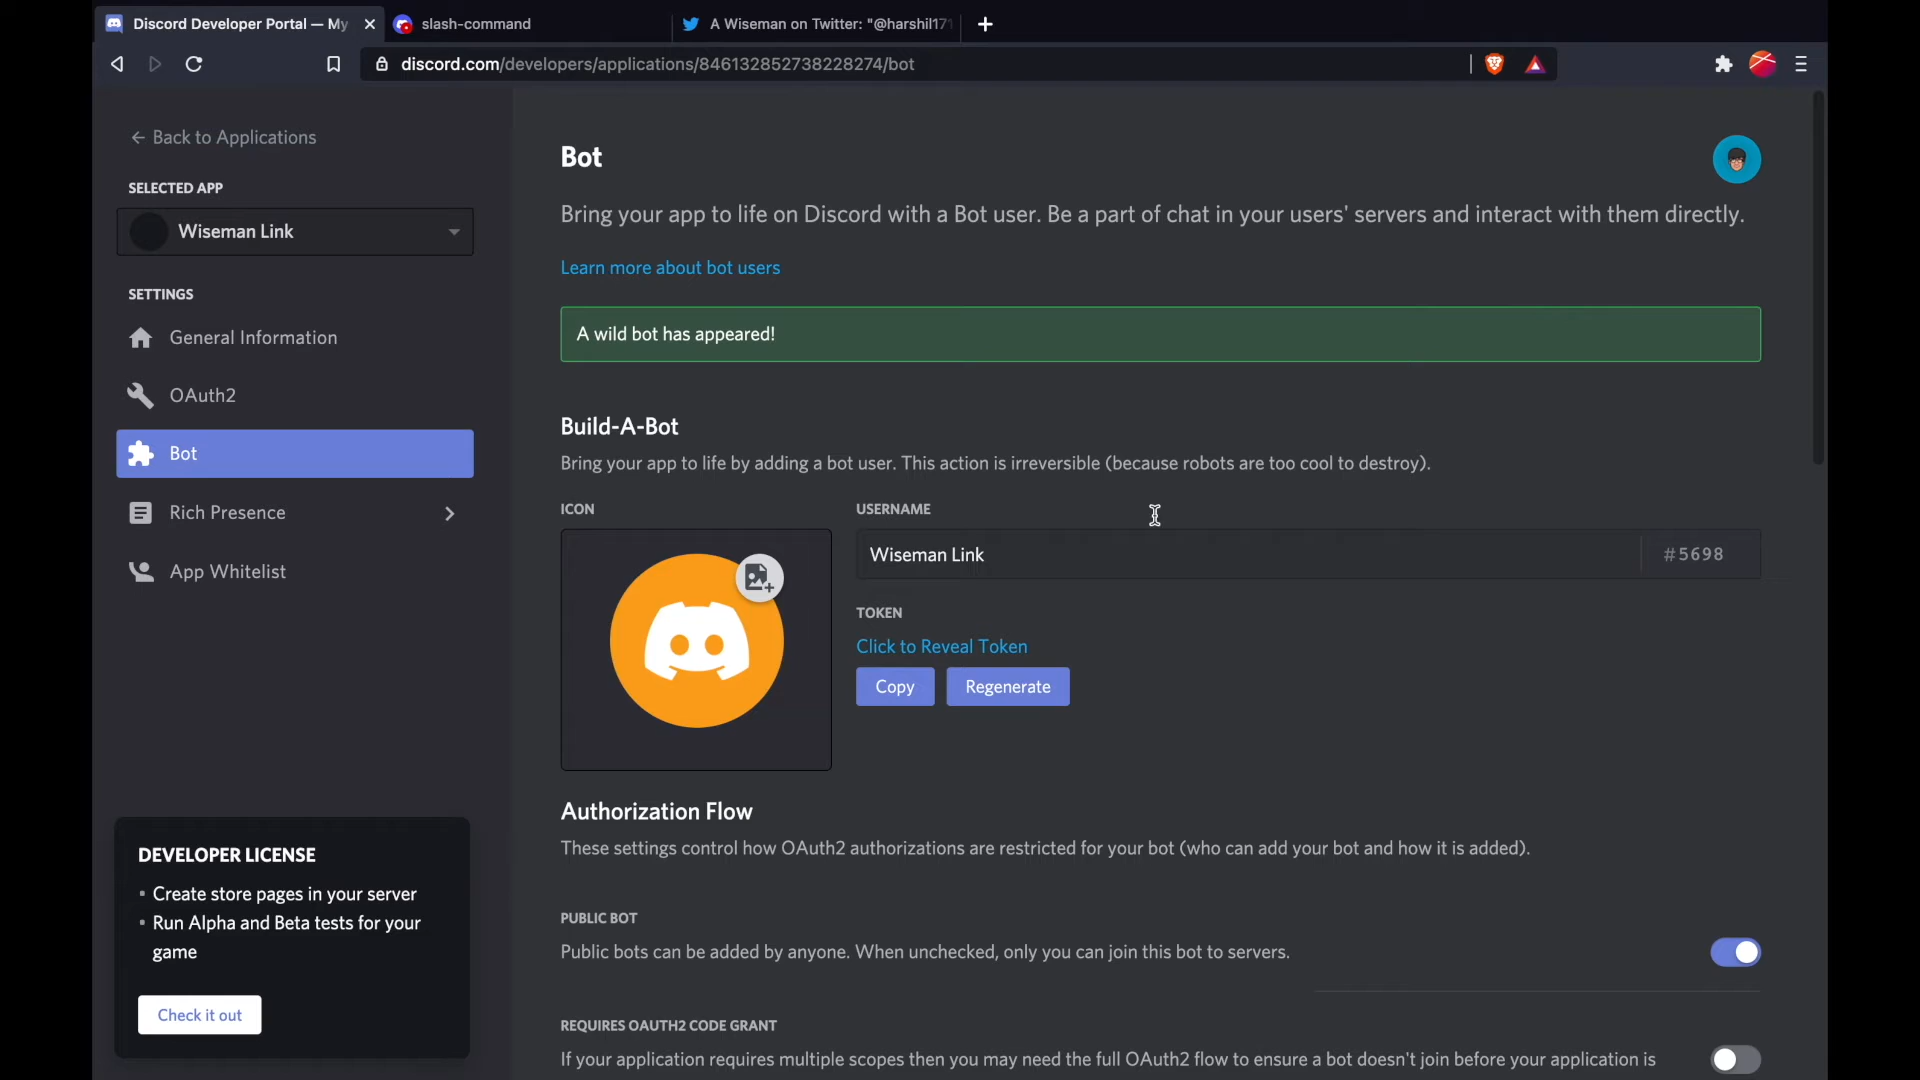 Discord Developer Portal — My
slash-command
A Wiseman on Twitter: "@harshil171
discord.com/developers/applications/846132852738228274/bot
← Back to Applications
SELECTED APP
Wiseman Link
SETTINGS
General Information
OAuth2
Bot
Rich Presence
App Whitelist
DEVELOPER LICENSE
• Create store pages in your server
• Run Alpha and Beta tests for your
game
Check it out
Bot
Bring your app to life on Discord with a Bot user. Be a part of chat in your users' servers and interact with them directly.
Learn more about bot users
A wild bot has appeared!
Build-A-Bot
Bring your app to life by adding a bot user. This action is irreversible (because robots are too cool to destroy).
ICON
USERNAME
Wiseman Link
#5698
TOKEN
Click to Reveal Token
Copy
Regenerate
Authorization Flow
These settings control how OAuth2 authorizations are restricted for your bot (who can add your bot and how it is added).
PUBLIC BOT
Public bots can be added by anyone. When unchecked, only you can join this bot to servers.
REQUIRES OAUTH2 CODE GRANT
If your application requires multiple scopes then you may need the full OAuth2 flow to ensure a bot doesn't join before your application is